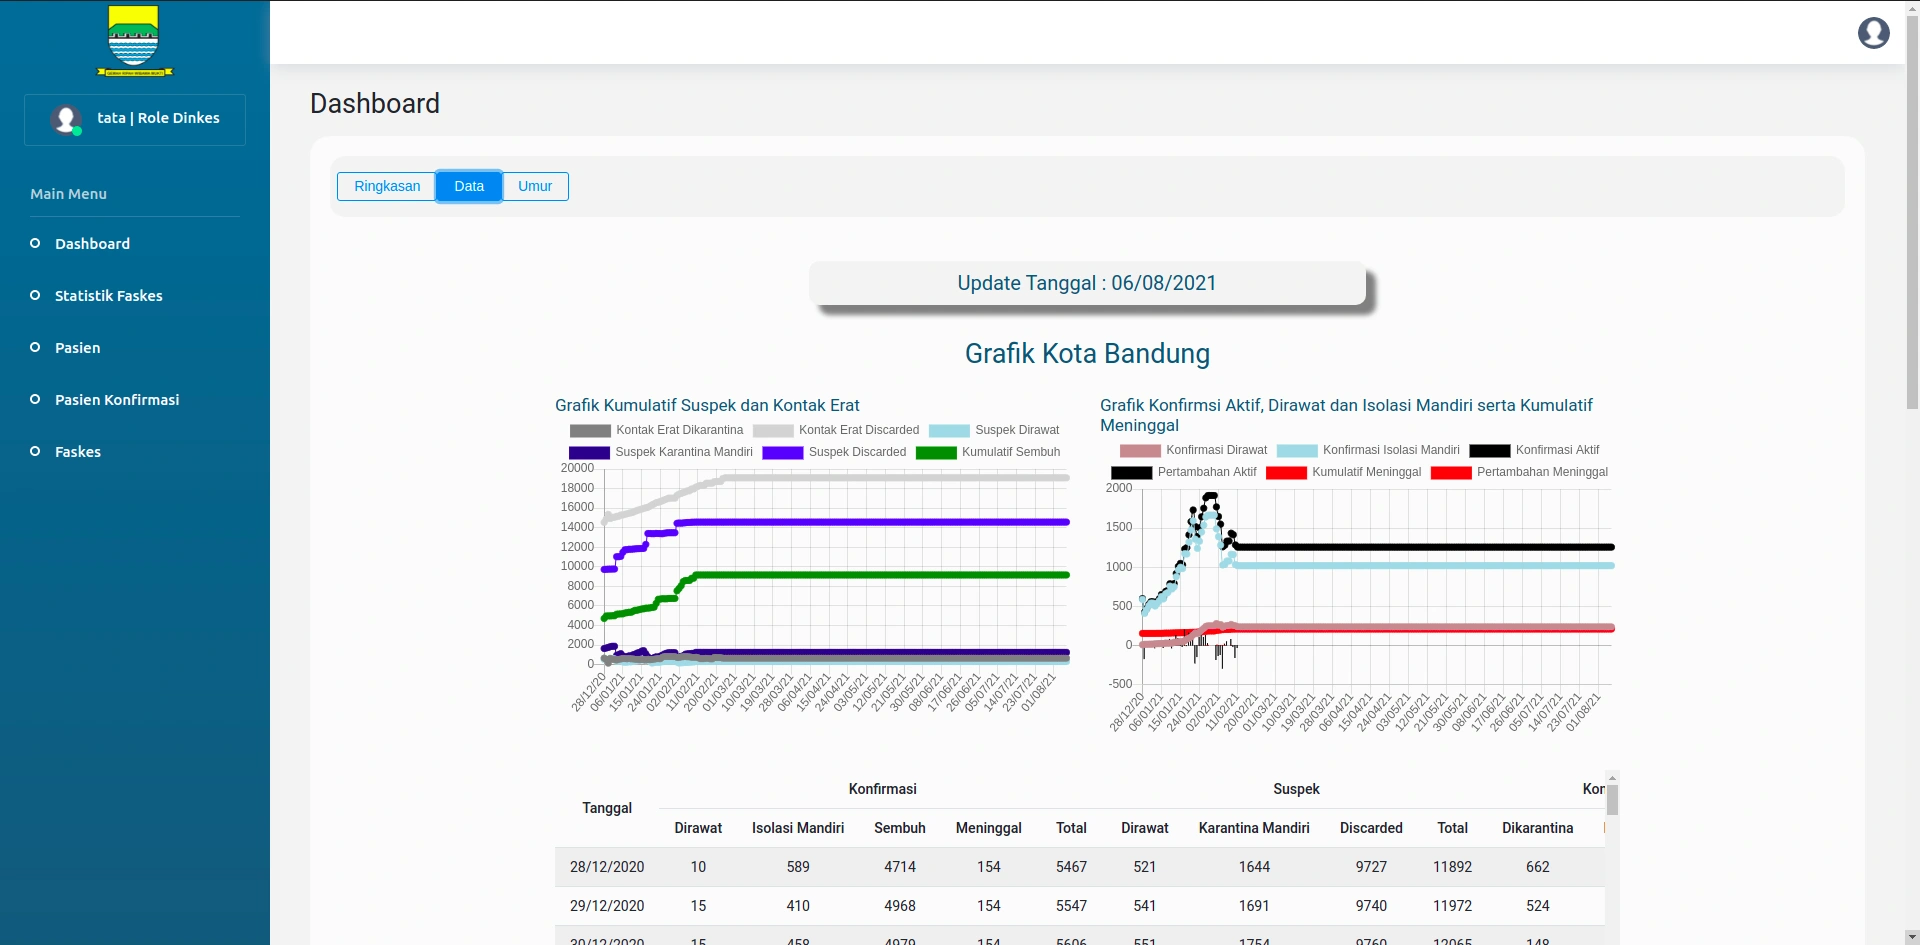 tata | Role Dinkes
Main Menu
Dashboard
Statistik Faskes
Pasien
Pasien Konfirmasi
Faskes
Dashboard
Ringkasan Data Umur
Update Tanggal : 06/08/2021
Grafik Kota Bandung
Grafik Kumulatif Suspek dan Kontak Erat
Kontak Erat Dikarantina Kontak Erat Discarded Suspek Dirawat
Suspek Karantina Mandiri Suspek Discarded Kumulatif Sembuh
20000
18000
16000
14000
12000
10000
8000
6000
4000
2000
0
28/12/20 06/01/21 15/01/21 24/01/21 02/02/21 11/02/21 20/02/21 01/03/21 10/03/21 19/03/21 28/03/21 06/04/21 15/04/21 24/04/21 03/05/21 12/05/21 21/05/21 30/05/21 08/06/21 17/06/21 26/06/21 05/07/21 14/07/21 23/07/21 01/08/21
Grafik Konfirmsi Aktif, Dirawat dan Isolasi Mandiri serta Kumulatif
Meninggal
Konfirmasi Dirawat Konfirmasi Isolasi Mandiri Konfirmasi Aktif
Pertambahan Aktif Kumulatif Meninggal Pertambahan Meninggal
2000
1500
1000
500
0
-500
28/12/20 06/01/21 15/01/21 24/01/21 02/02/21 11/02/21 20/02/21 01/03/21 10/03/21 19/03/21 28/03/21 06/04/21 15/04/21 24/04/21 03/05/21 12/05/21 21/05/21 30/05/21 08/06/21 17/06/21 26/06/21 05/07/21 14/07/21 23/07/21 01/08/21
Tanggal Konfirmasi Suspek Kor
Dirawat Isolasi Mandiri Sembuh Meninggal Total Dirawat Karantina Mandiri Discarded Total Dikarantina
28/12/2020 10 589 4714 154 5467 521 1644 9727 11892 662
29/12/2020 15 410 4968 154 5547 541 1691 9740 11972 524
30/12/2020 15 458 4979 154 5606 551 1754 9760 12065 148